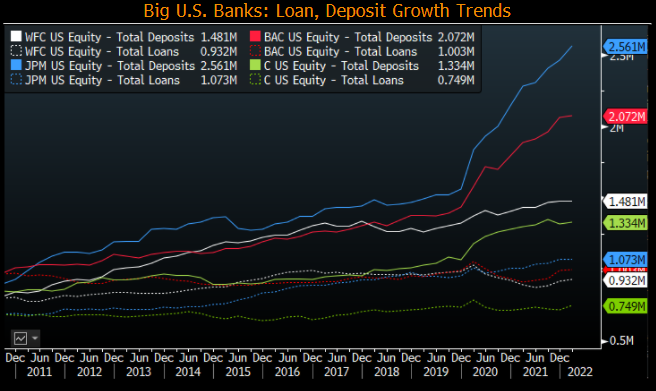 Big U.S. Banks: Loan, Deposit Growth Trends
WFC US Equity - Total Deposits 1.481M BAC US Equity - Total Deposits 2.072M
WFC US Equity - Total Loans 0.932M BAC US Equity - Total Loans 1.003M
JPM US Equity - Total Deposits 2.561M C US Equity - Total Deposits 1.334M
JPM US Equity - Total Loans 1.073M C US Equity - Total Loans 0.749M
2.561M
2.5M
2.072M
2M
1.481M
1.334M
1.073M
0.932M
0.749M
0.5M
Dec Jun Dec Jun Dec Jun Dec Jun Dec Jun Dec Jun Dec Jun Dec Jun Dec Jun Dec Jun Dec Jun Dec
2011 2012 2013 2014 2015 2016 2017 2018 2019 2020 2021 2022